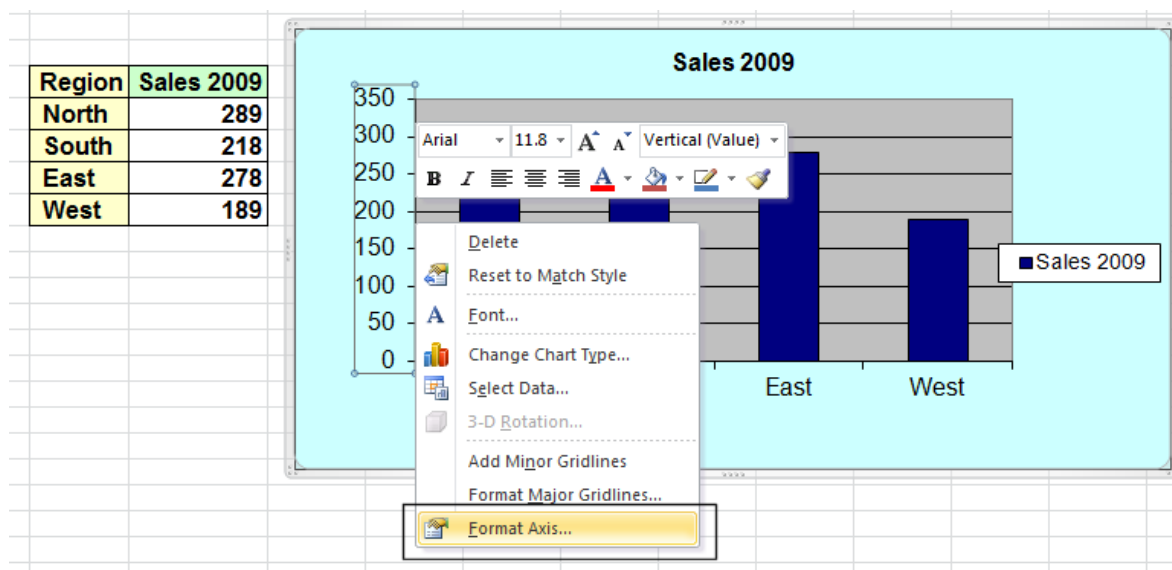 Region Sales 2009
North 289
South 218
East 278
West 189
Sales 2009
350
300
250
200
150
100
50
0
East West
Sales 2009
Arial 11.8 A A Vertical (Value)
B I A
Delete
Reset to Match Style
A Font...
Change Chart Type...
Select Data...
3-D Rotation...
Add Minor Gridlines
Format Major Gridlines...
Format Axis...